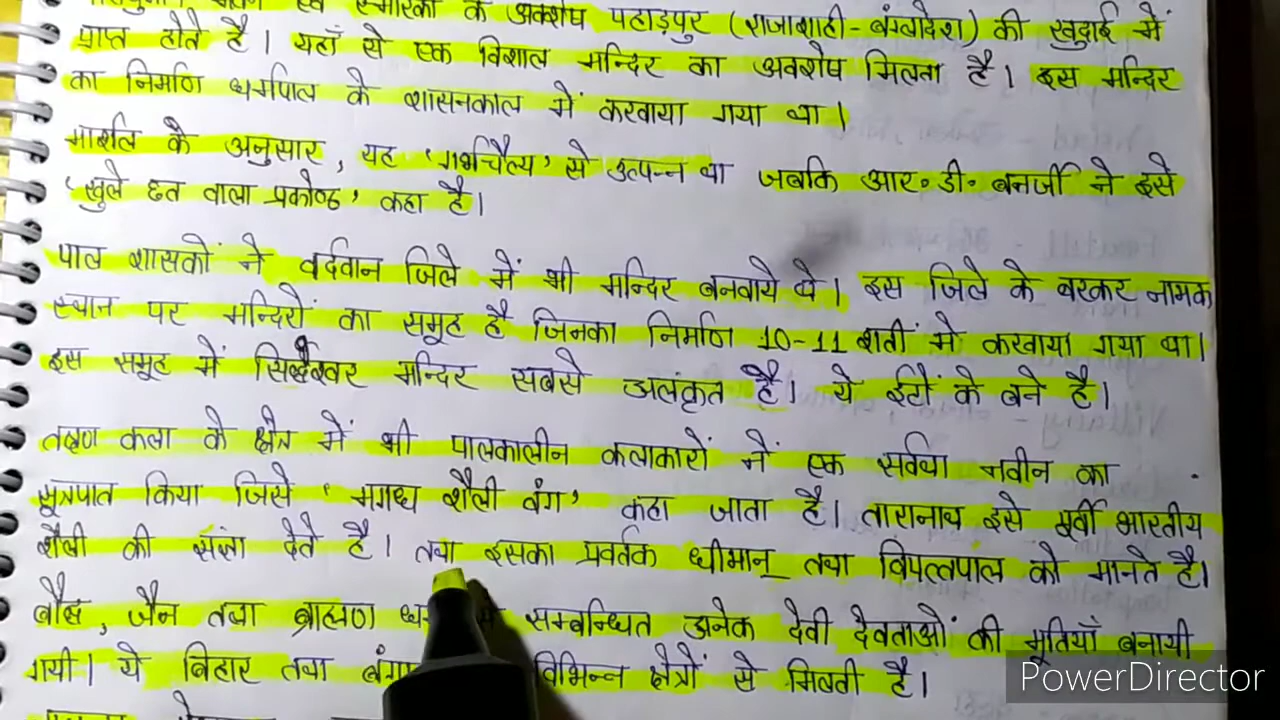 एवं स्मारकों के अवशेष पहाड़पुर (राजाशाही - बंग्लादेश) की खुदाई में
प्राप्त होते है। यहाँ से एक विशाल मन्दिर का अवशेष मिलता है। इस मन्दिर
का निर्माण धर्मपाल के शासनकाल में करवाया गया था।
मार्शल के अनुसार, यह 'गर्भचैत्य' से उत्पन्न था जबकि आर॰ डी॰ बनर्जी ने इसे
'खुले छत वाला प्रकोष्ठ' कहा है।
पाल शासकों ने वर्दवान जिले में भी मन्दिर बनवाये थे। इस जिले के बरकर नामक
स्थान पर मन्दिरों का समूह है जिनका निर्माण 10-11 शतीं मे करवाया गया था।
इस समूह में सिद्धेश्वर मन्दिर सबसे अलंकृत है। ये ईटों के बने है।
तक्षण कला के क्षेत्र में भी पालकालीन कलाकारों नें एक सर्वथा नवीन का
सूत्रपात किया जिसे 'मगध शैली वंग' कहा जाता है। तारानाथ इसे पूर्वी भारतीय
शैली की संज्ञा देते है। तथा इसका प्रवर्तक धीमान् तथा विपत्तपाल को मानते है।
बौद्ध, जैन तथा ब्राह्मण सम्बन्धित अनेक देवी देवताओं की मूर्तियाँ बनायी
गयी। ये बिहार तथा विभिन्न क्षेत्रों से मिलती है।
PowerDirector